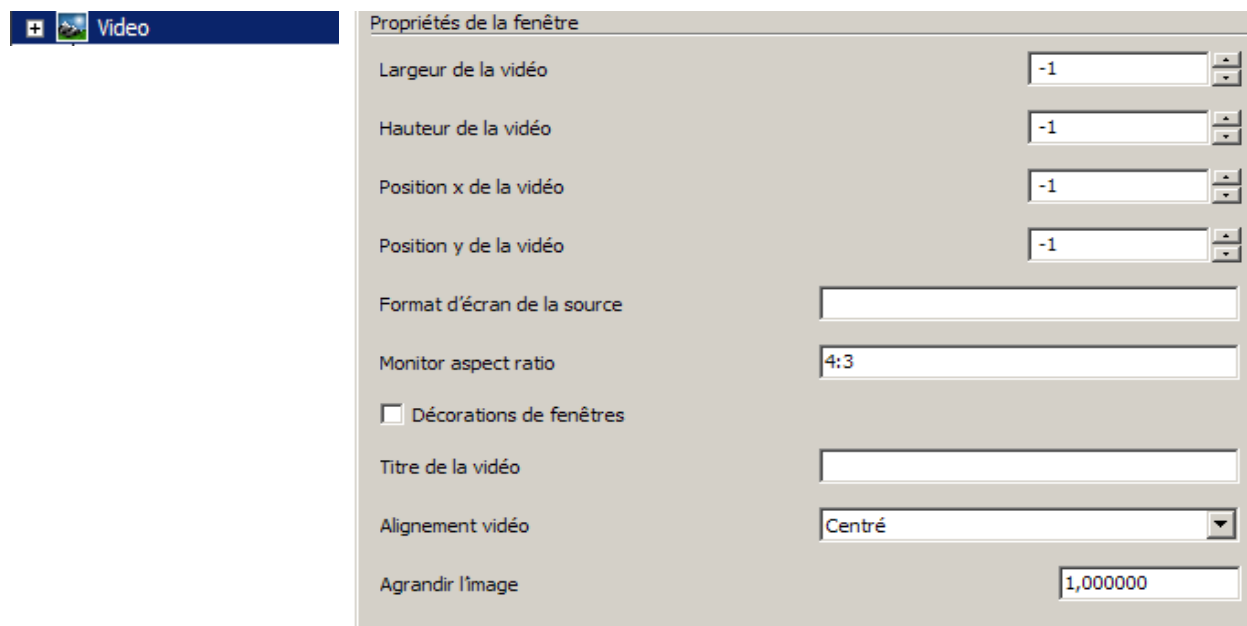 Video
Propriétés de la fenêtre
Largeur de la vidéo -1
Hauteur de la vidéo -1
Position x de la vidéo -1
Position y de la vidéo -1
Format d'écran de la source
Monitor aspect ratio 4:3
Décorations de fenêtres
Titre de la vidéo
Alignement vidéo Centré
Agrandir l'image 1,000000